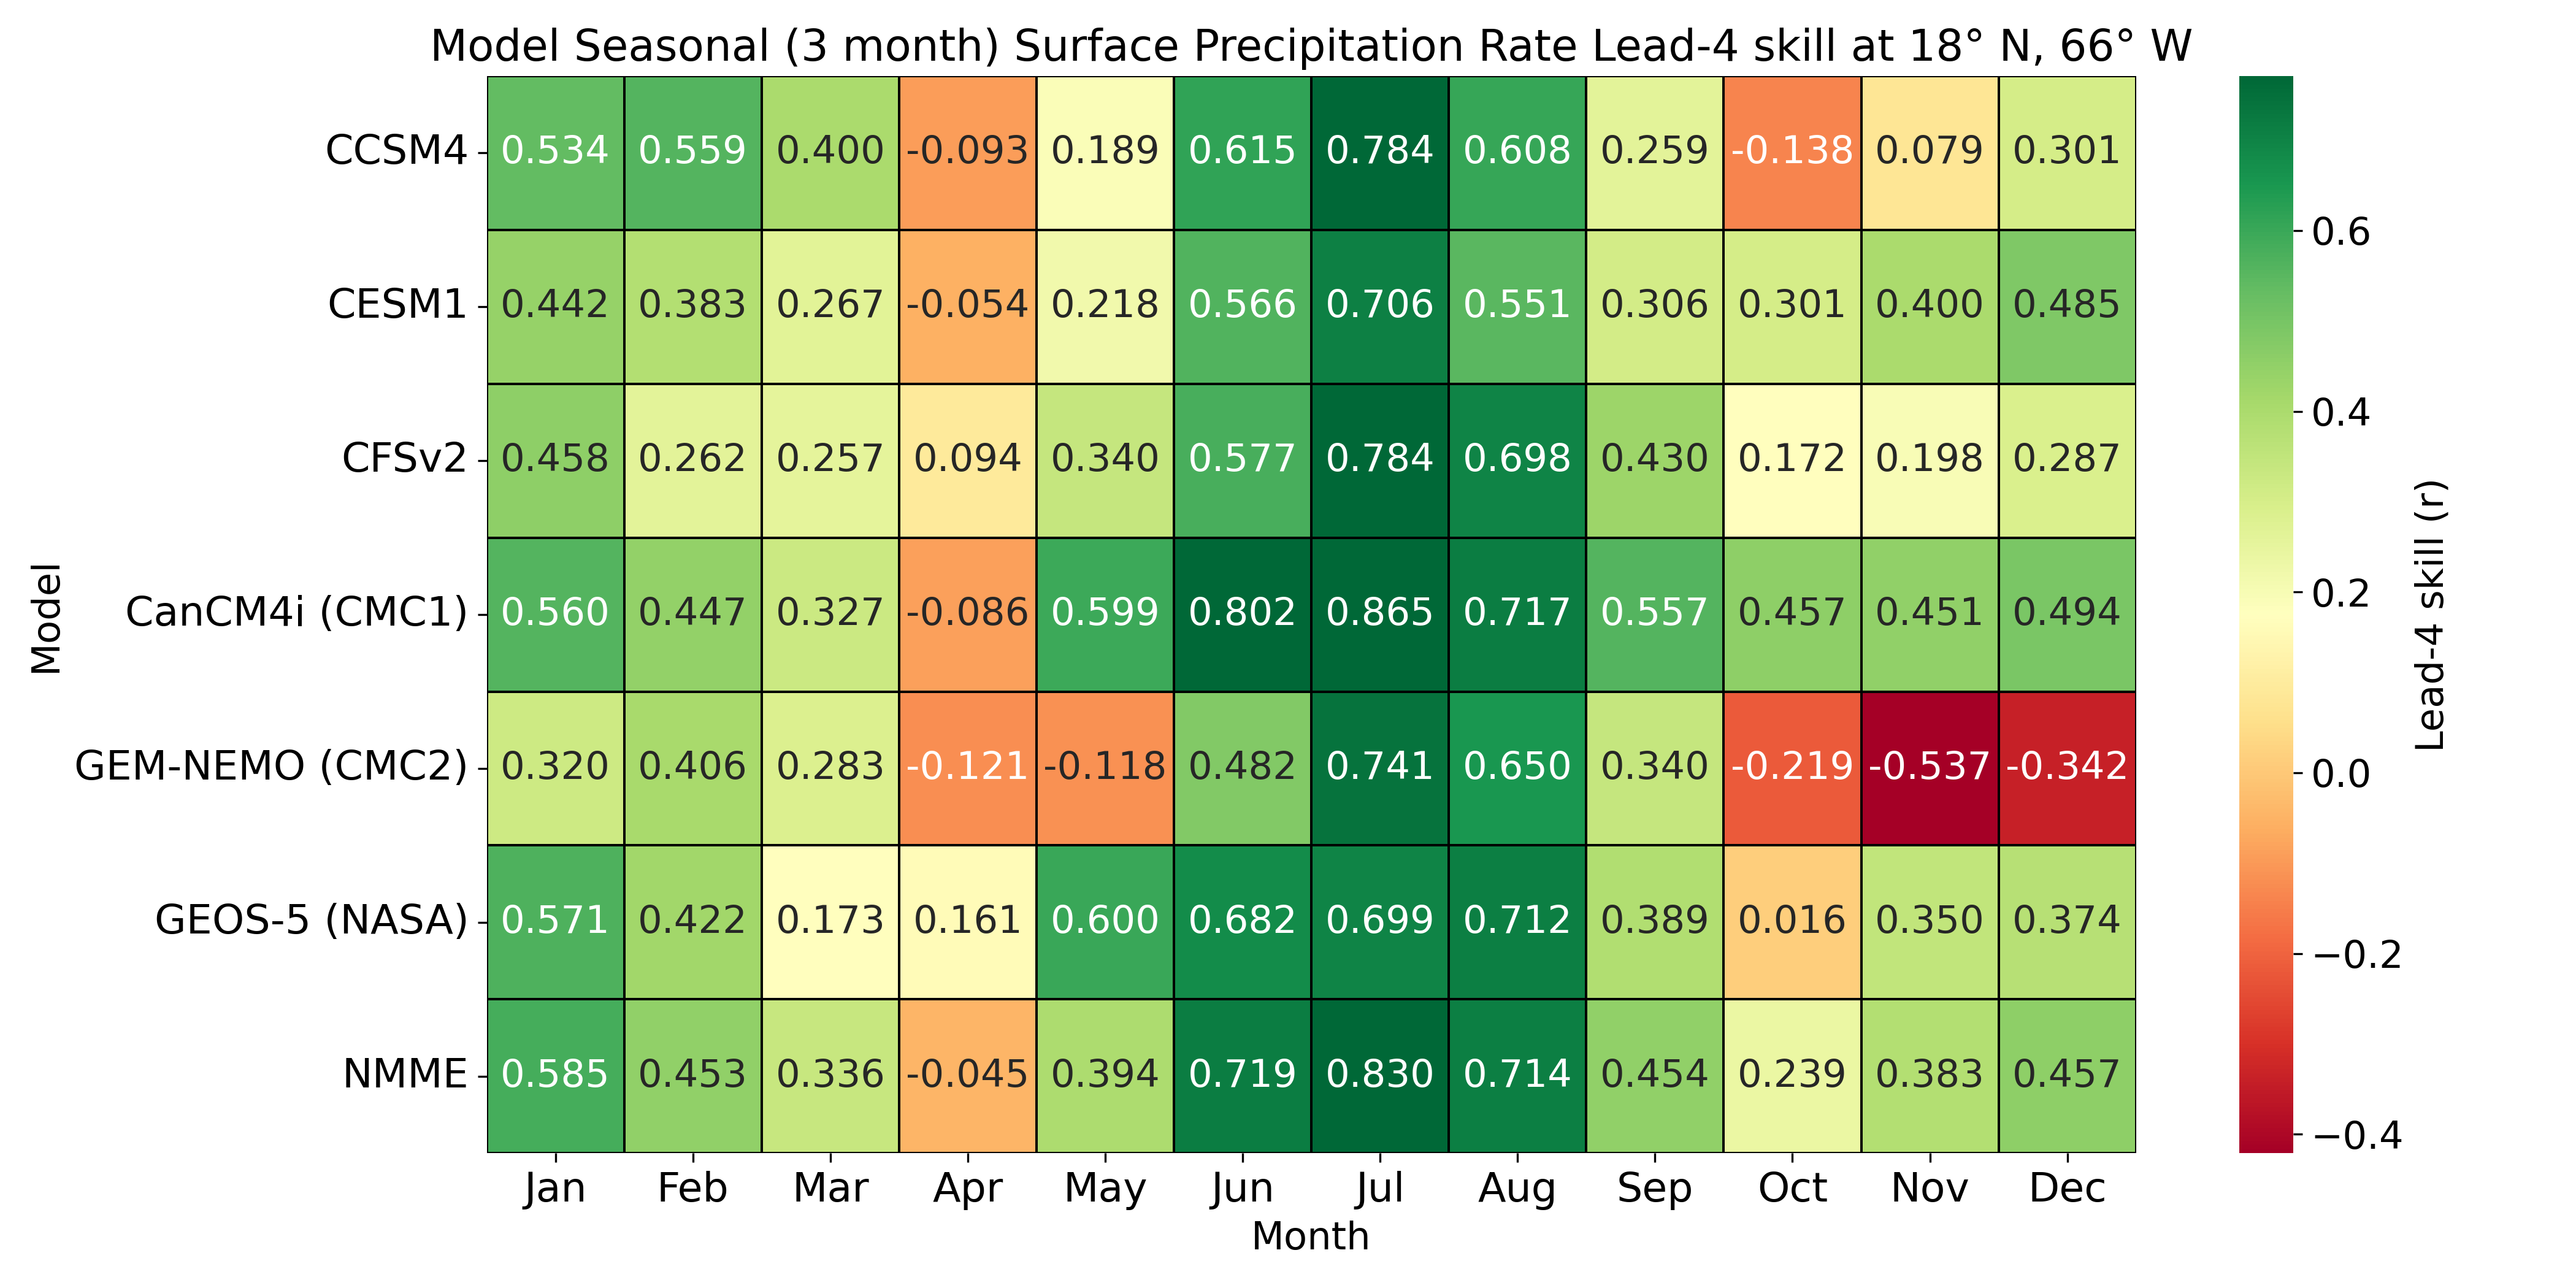 Model Seasonal (3 month) Surface Precipitation Rate Lead-4 skill at 18° N, 66° W
CCSM4 0.534 0.559 0.400 -0.093 0.189 0.615 0.784 0.608 0.259 -0.138 0.079 0.301
CESM1 0.442 0.383 0.267 -0.054 0.218 0.566 0.706 0.551 0.306 0.301 0.400 0.485
CFSv2 0.458 0.262 0.257 0.094 0.340 0.577 0.784 0.698 0.430 0.172 0.198 0.287
CanCM4i (CMC1) 0.560 0.447 0.327 -0.086 0.599 0.802 0.865 0.717 0.557 0.457 0.451 0.494
GEM-NEMO (CMC2) 0.320 0.406 0.283 -0.121 -0.118 0.482 0.741 0.650 0.340 -0.219 -0.537 -0.342
GEOS-5 (NASA) 0.571 0.422 0.173 0.161 0.600 0.682 0.699 0.712 0.389 0.016 0.350 0.374
NMME 0.585 0.453 0.336 -0.045 0.394 0.719 0.830 0.714 0.454 0.239 0.383 0.457
Jan Feb Mar Apr May Jun Jul Aug Sep Oct Nov Dec
Month
Model
0.6
0.4
0.2
0.0
−0.2
−0.4
Lead-4 skill (r)